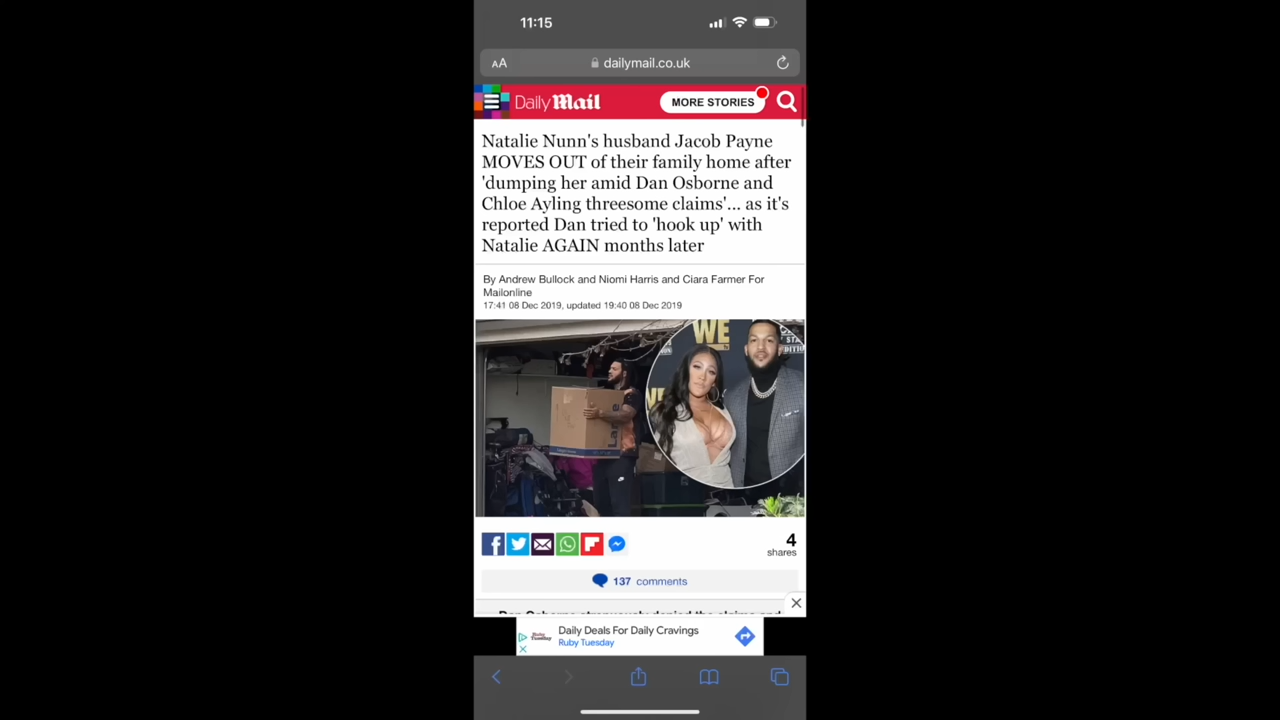 11:15
AA
dailymail.co.uk
Daily Mail
MORE STORIES
Natalie Nunn's husband Jacob Payne
MOVES OUT of their family home after
'dumping her amid Dan Osborne and
Chloe Ayling threesome claims'... as it's
reported Dan tried to 'hook up' with
Natalie AGAIN months later
By Andrew Bullock and Niomi Harris and Ciara Farmer For
Mailonline
17:41 08 Dec 2019, updated 19:40 08 Dec 2019
WE
4
shares
137 comments
Daily Deals For Daily Cravings
Ruby Tuesday